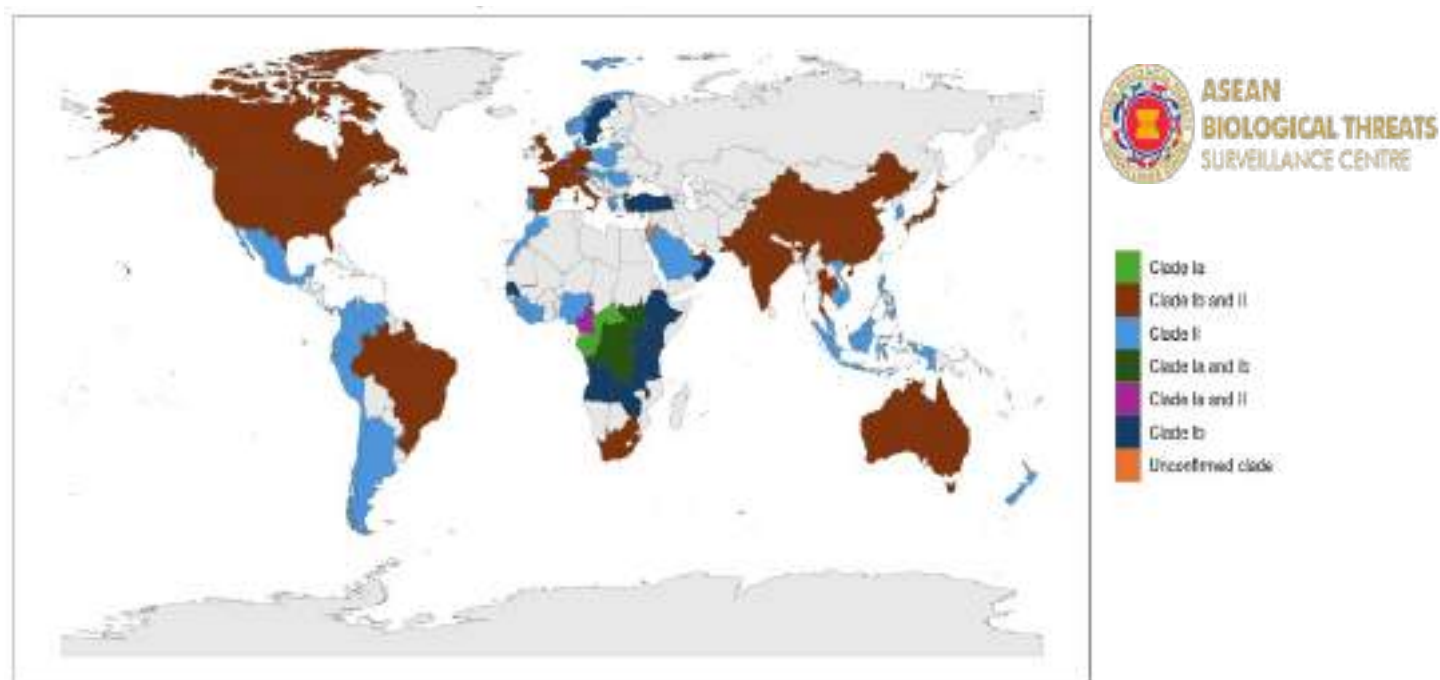 ASEAN
BIOLOGICAL THREATS
SURVEILLANCE CENTRE
Clade Ia
Clade Ib and II
Clade II
Clade Ia and Ib
Clade Ia and II
Clade Ib
Unconfirmed clade